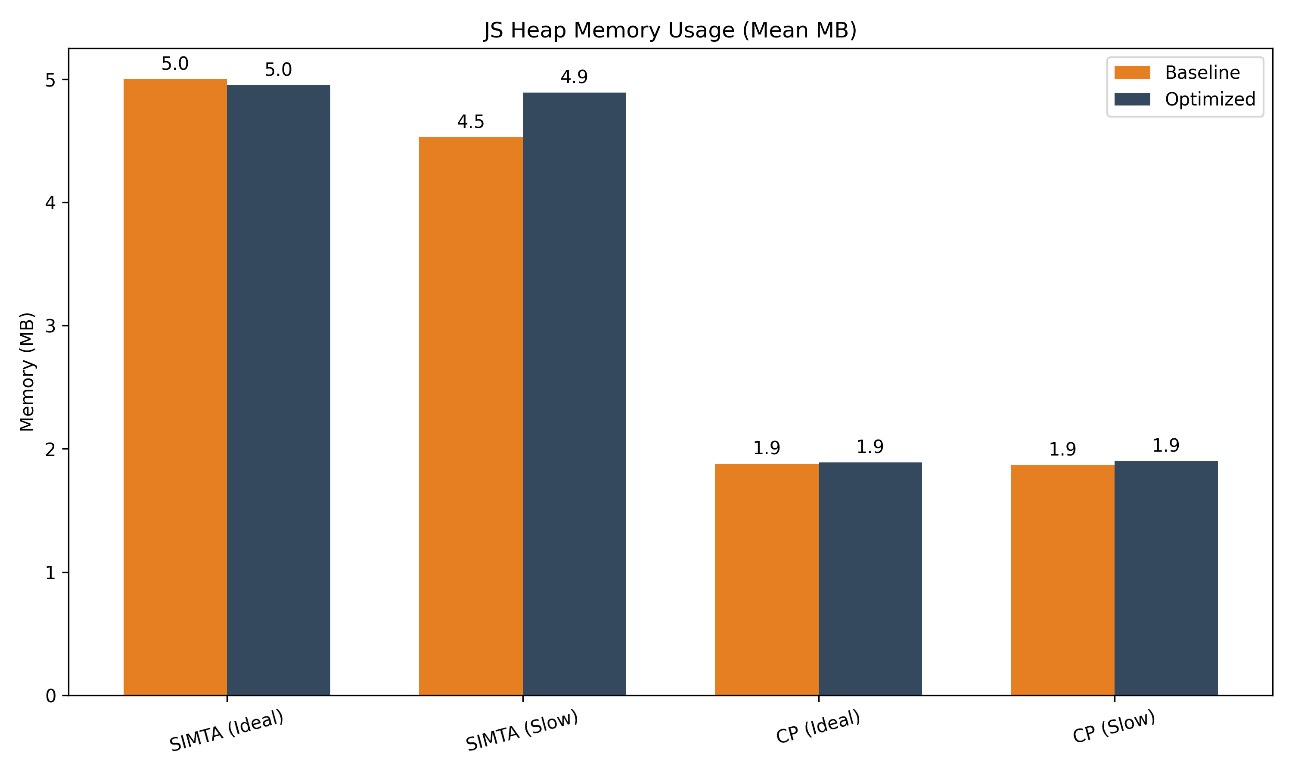 JS Heap Memory Usage (Mean MB)
Baseline
Optimized
5.0
5.0
4.5
4.9
1.9
1.9
1.9
1.9
Memory (MB)
5
4
3
2
1
0
SIMTA (Ideal)
SIMTA (Slow)
CP (Ideal)
CP (Slow)